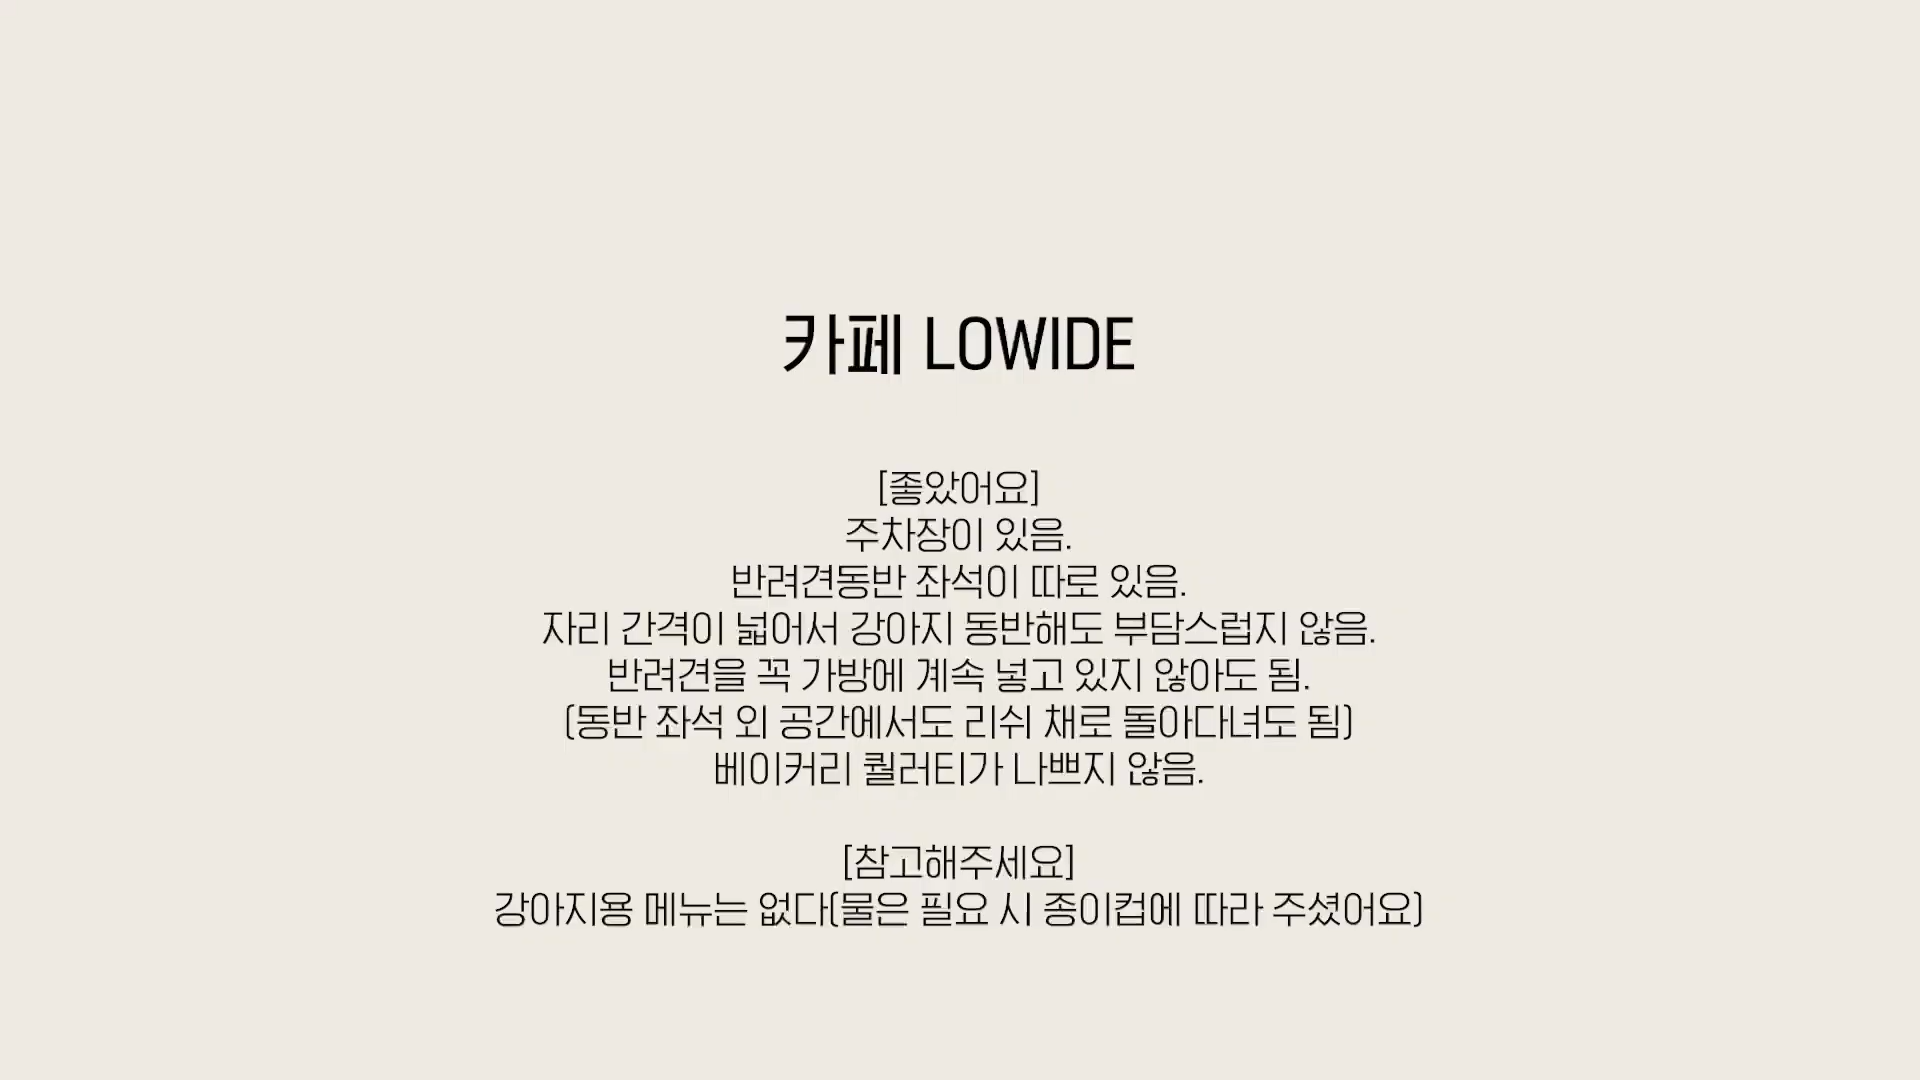 카페 LOWIDE
[좋았어요]
주차장이 있음.
반려견동반 좌석이 따로 있음.
자리 간격이 넓어서 강아지 동반해도 부담스럽지 않음.
반려견을 꼭 가방에 계속 넣고 있지 않아도 됨.
(동반 좌석 외 공간에서도 리쉬 채로 돌아다녀도 됨)
베이커리 퀄러티가 나쁘지 않음.
[참고해주세요]
강아지용 메뉴는 없다(물은 필요 시 종이컵에 따라 주셨어요)